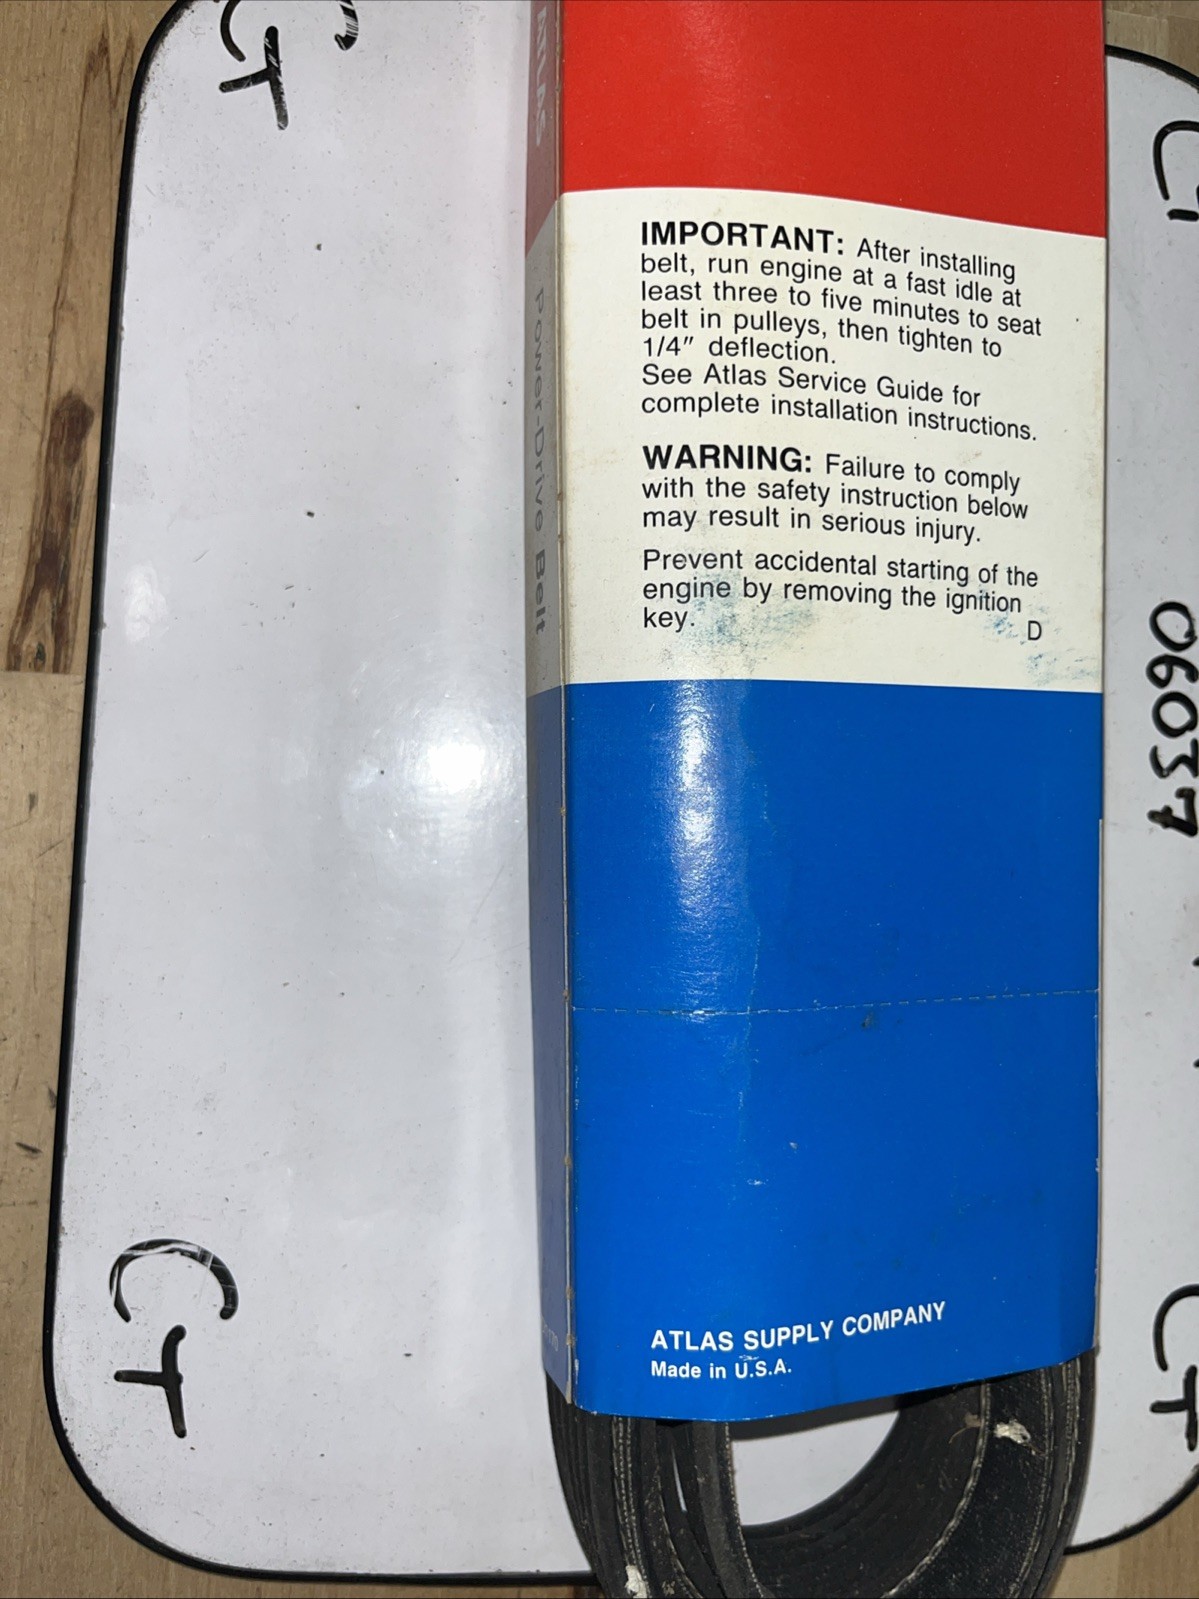 CT
ATLAS
Power-Drive Belt
IMPORTANT: After installing
belt, run engine at a fast idle at
least three to five minutes to seat
belt in pulleys, then tighten to
1/4" deflection.
See Atlas Service Guide for
complete installation instructions.
WARNING: Failure to comply
with the safety instruction below
may result in serious injury.
Prevent accidental starting of the
engine by removing the ignition
key.
D
06037
ATLAS SUPPLY COMPANY
Made in U.S.A.
CT
CT